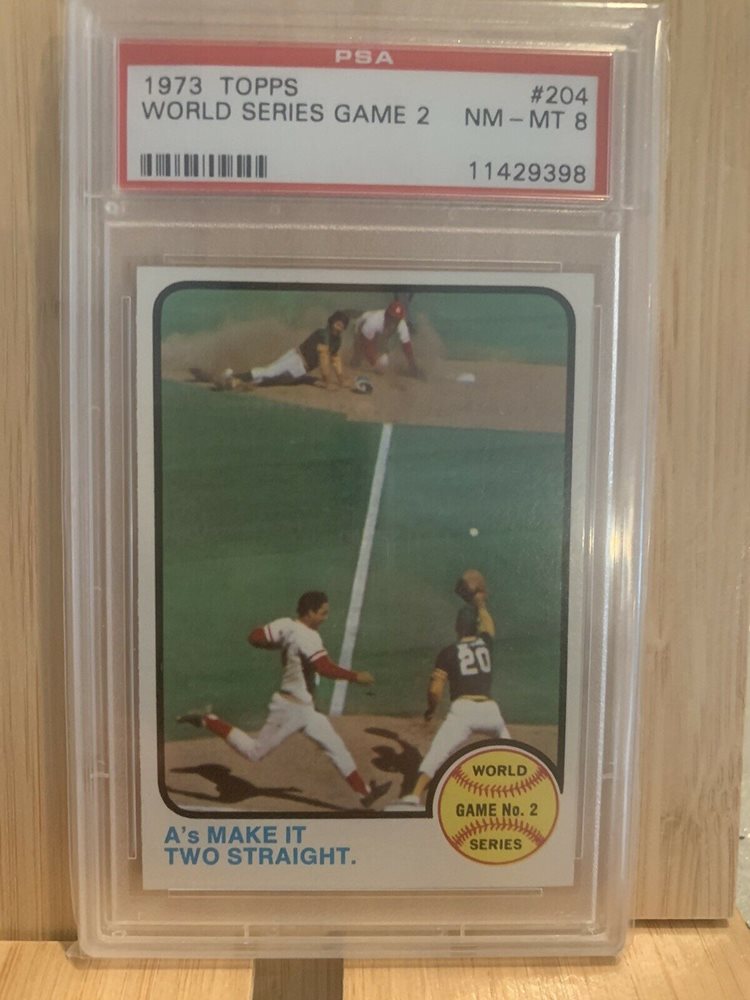 PSA
1973 TOPPS #204
WORLD SERIES GAME 2 NM - MT 8
11429398
20
A's MAKE IT
TWO STRAIGHT.
WORLD
GAME No. 2
SERIES